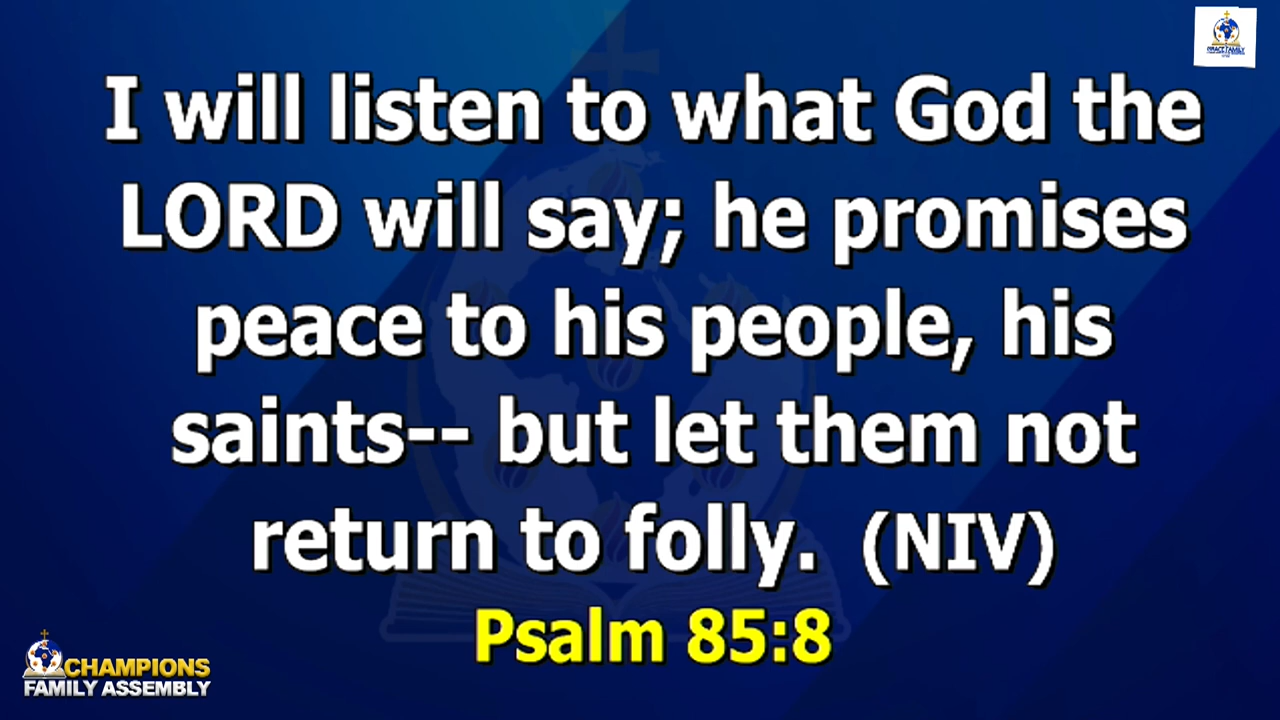 I will listen to what God the
LORD will say; he promises
peace to his people, his
saints-- but let them not
return to folly.  (NIV)
Psalm 85:8
CHAMPIONS
FAMILY ASSEMBLY